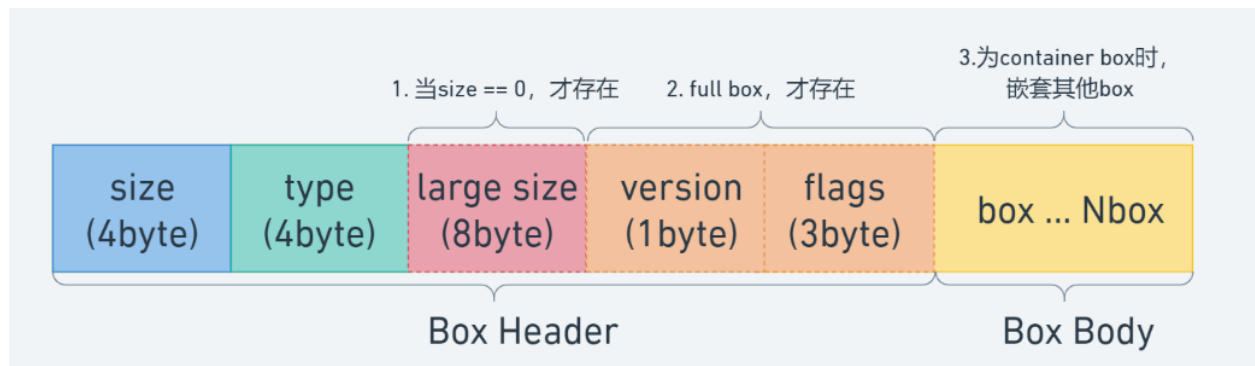 3.为container box时，
嵌套其他box
1. 当size == 0，才存在
2. full box，才存在
size
(4byte)
type
(4byte)
large size
(8byte)
version
(1byte)
flags
(3byte)
box ... Nbox
Box Header
Box Body